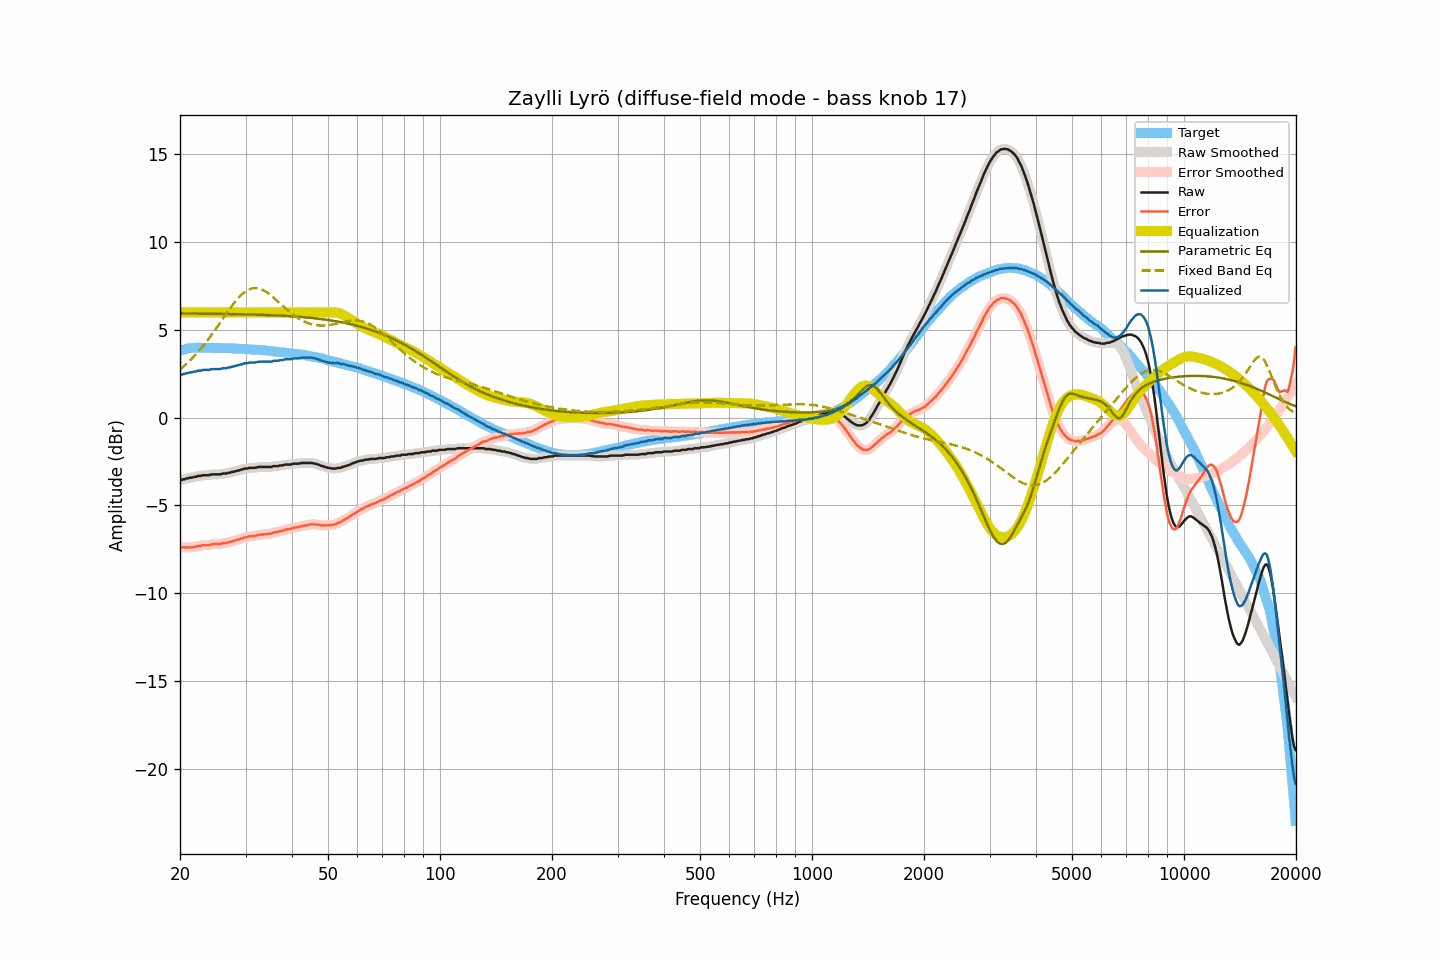 Zaylli Lyrö (diffuse-field mode - bass knob 17)
Target
Raw Smoothed
Error Smoothed
Raw
Error
Equalization
Parametric Eq
Fixed Band Eq
Equalized
15
10
5
0
−5
−10
−15
−20
Amplitude (dBr)
20 50 100 200 500 1000 2000 5000 10000 20000
Frequency (Hz)